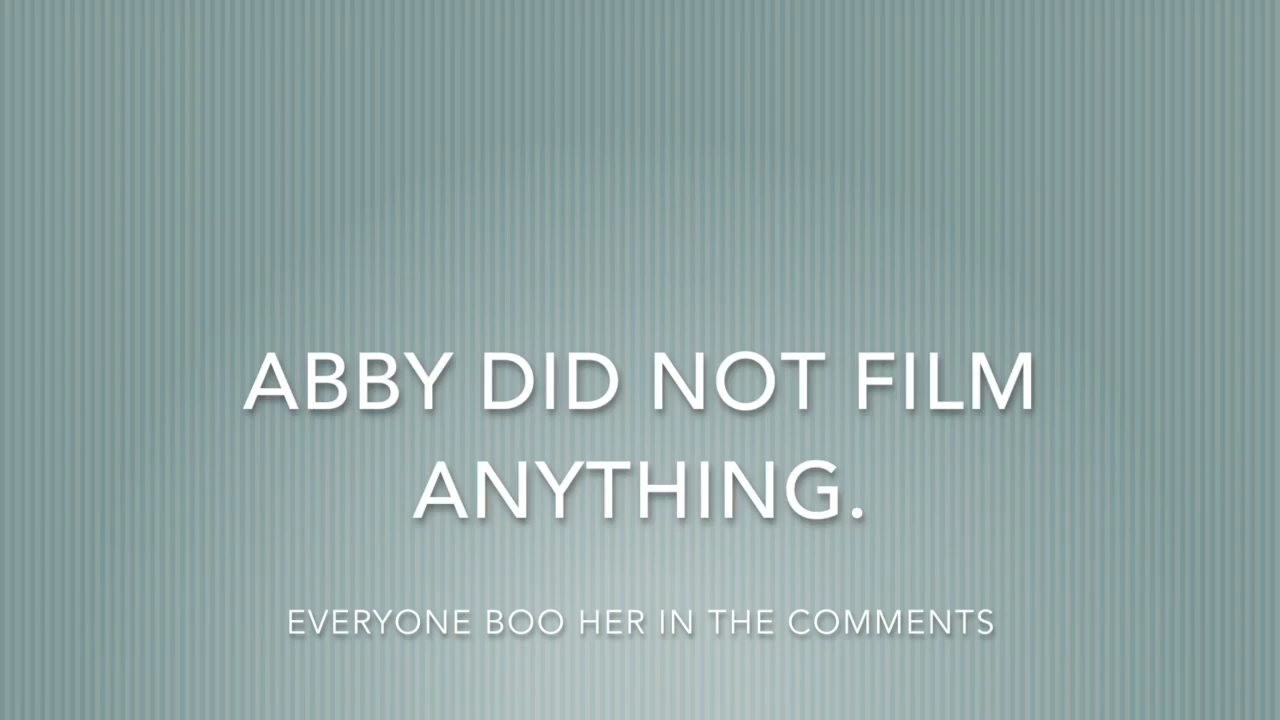 ABBY DID NOT FILM
ANYTHING.
EVERYONE BOO HER IN THE COMMENTS